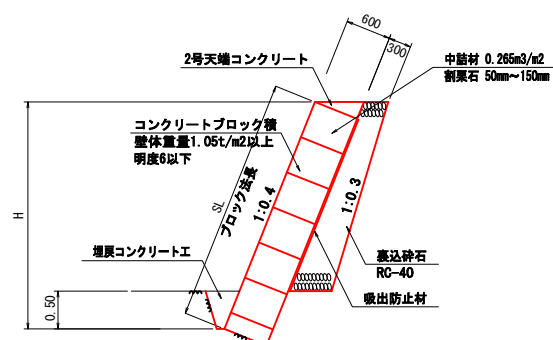 600
300
2号天端コンクリート
中詰材 0.265m3/m2
割栗石 50mm～150mm
コンクリートブロック積
壁体重量1.05t/m2以上
明度6以下
SL
ブロック法長
1:0.4
1:0.3
H
埋戻コンクリート工
裏込砕石
RC-40
吸出防止材
0.50